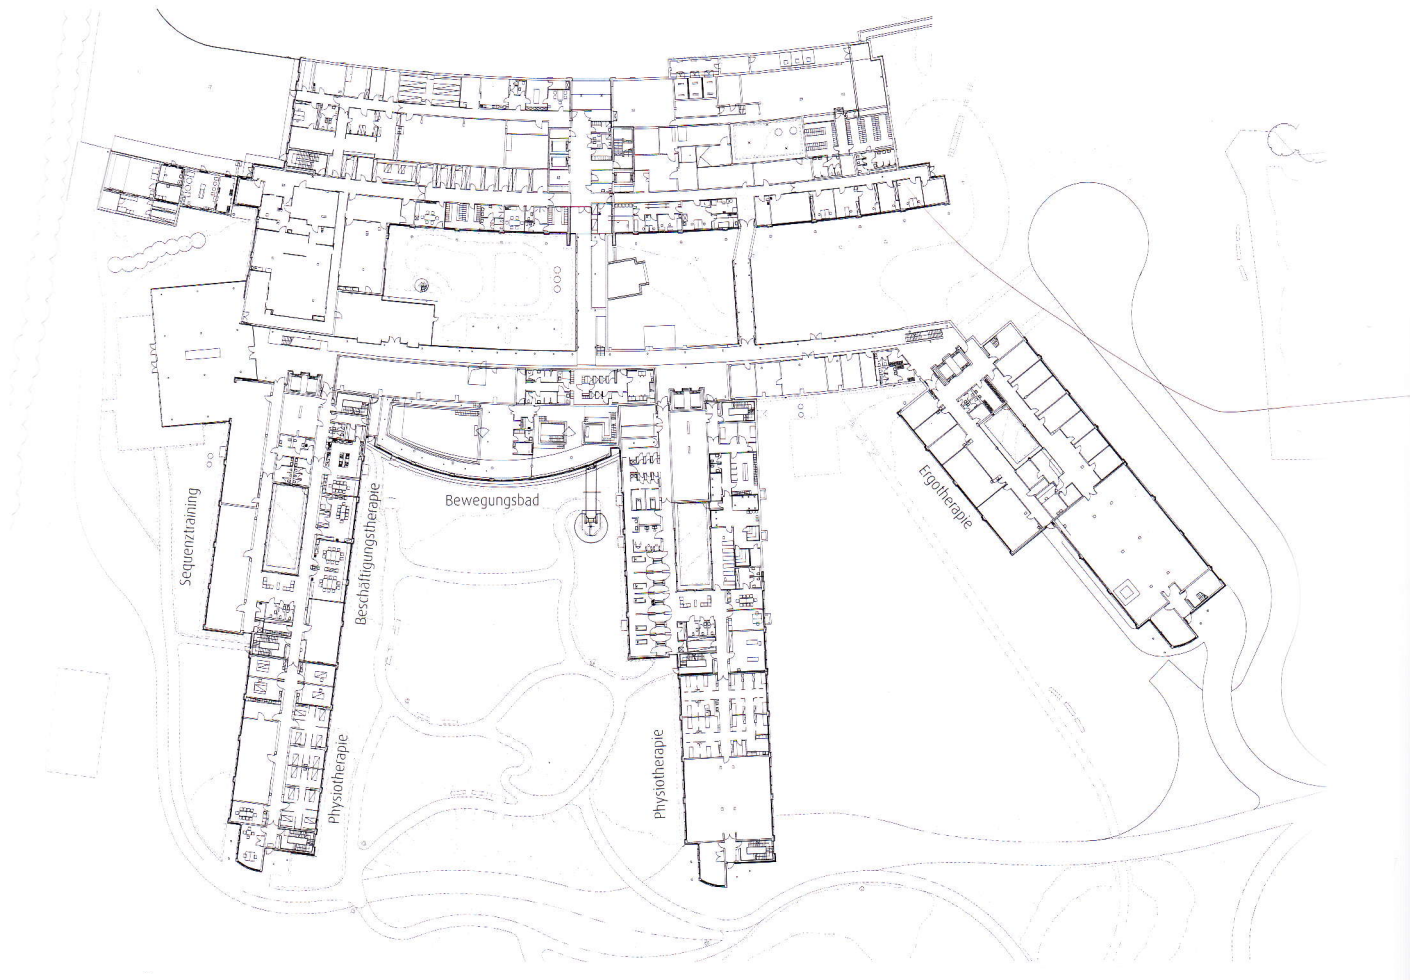 Sequenztraining
Beschäftigungstherapie
Bewegungsbad
Ergotherapie
Physiotherapie
Physiotherapie